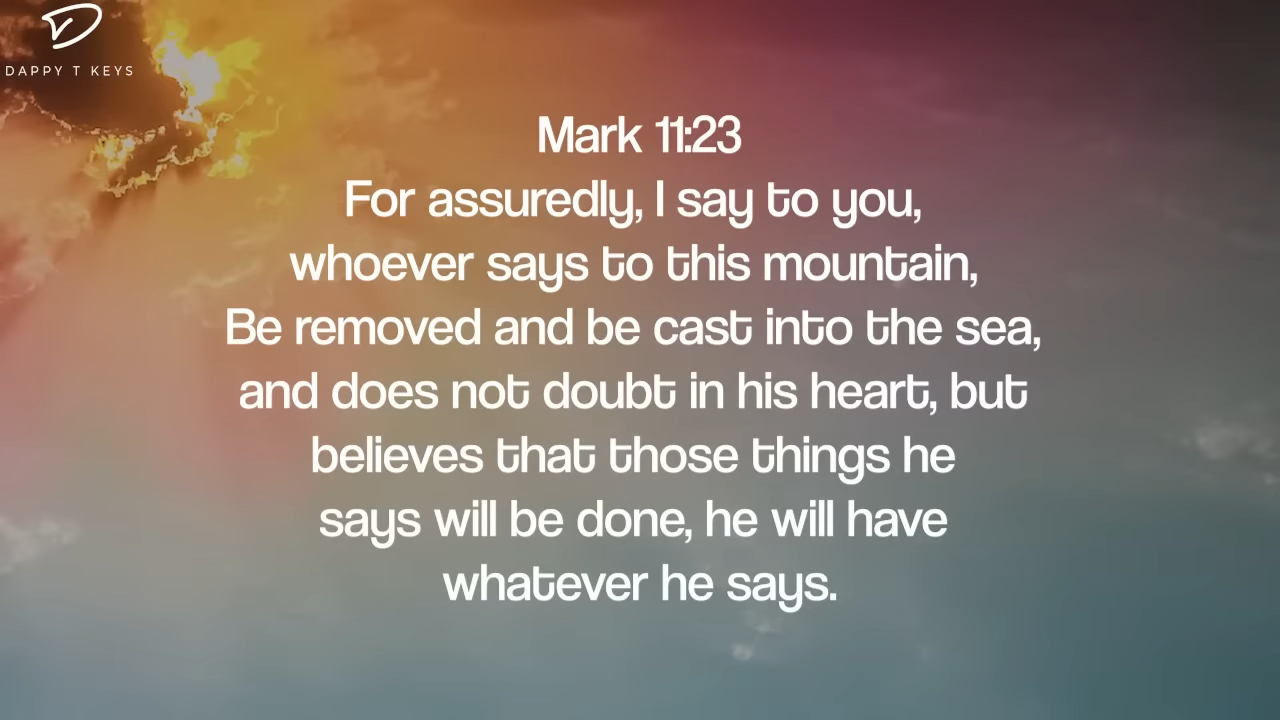 DAPPY T KEYS
Mark 11:23
For assuredly, I say to you,
whoever says to this mountain,
Be removed and be cast into the sea,
and does not doubt in his heart, but
believes that those things he
says will be done, he will have
whatever he says.